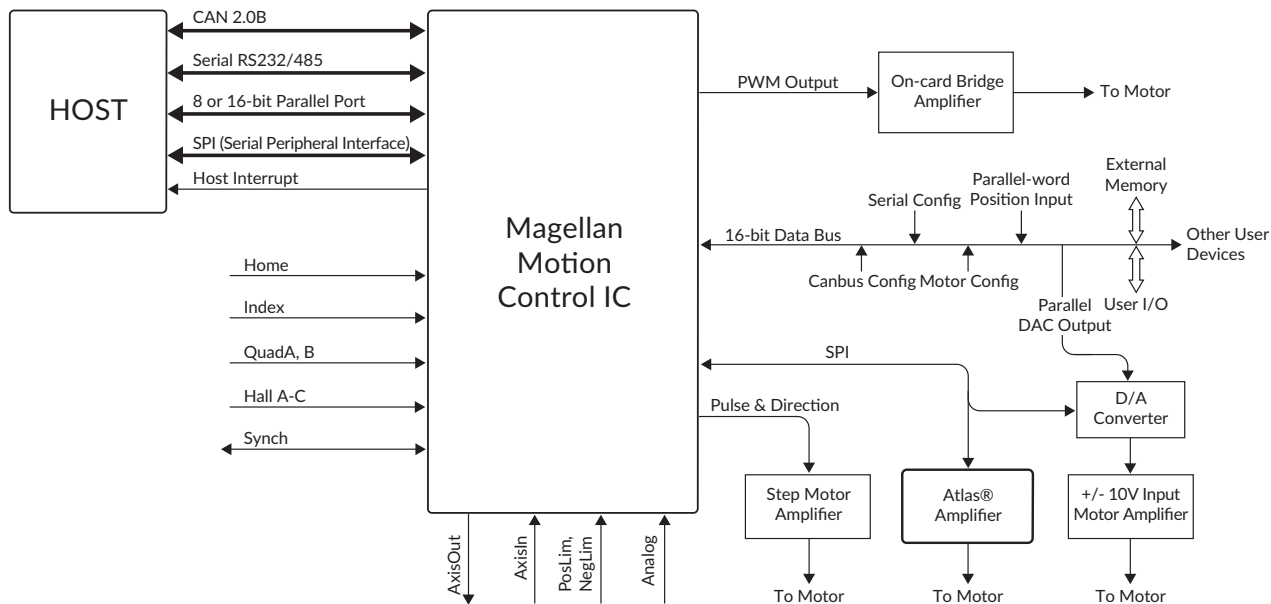 HOST
CAN 2.0B
Serial RS232/485
8 or 16-bit Parallel Port
SPI (Serial Peripheral Interface)
Host Interrupt
Home
Index
QuadA, B
Hall A-C
Synch
Magellan
Motion
Control IC
AxisOut
AxisIn
PosLim,
NegLim
Analog
PWM Output
On-card Bridge
Amplifier
To Motor
16-bit Data Bus
Serial Config
Parallel-word
Position Input
External
Memory
Other User
Devices
Canbus Config
Motor Config
User I/O
Parallel
DAC Output
SPI
D/A
Converter
Pulse & Direction
Step Motor
Amplifier
Atlas®
Amplifier
+/- 10V Input
Motor Amplifier
To Motor
To Motor
To Motor